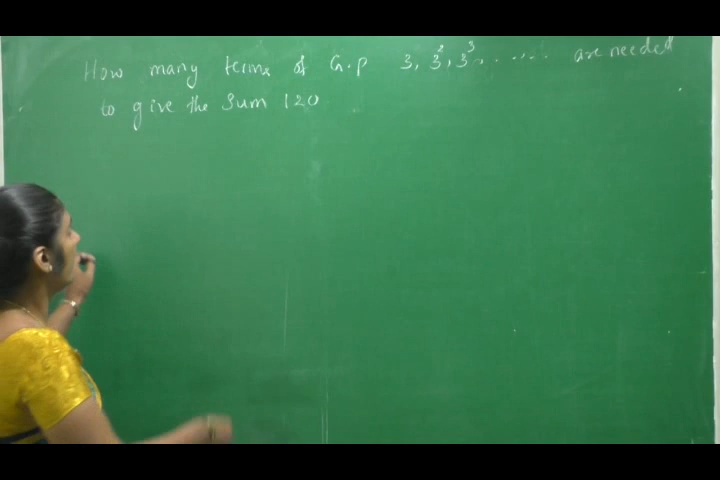 How many terms of G.P 3, 3², 3³, ....... are needed
to give the Sum 120